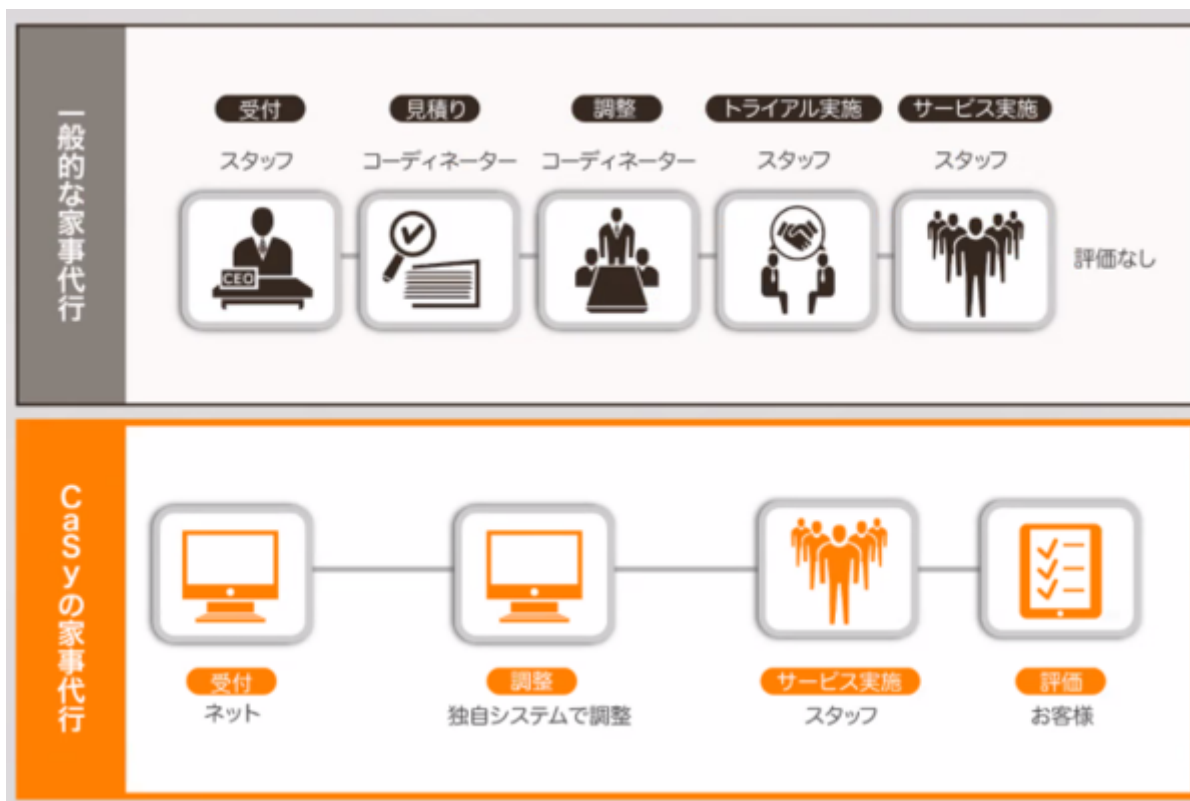 一般的な家事代行
受付 見積り 調整 トライアル実施 サービス実施
スタッフ コーディネーター コーディネーター スタッフ スタッフ
CEO
評価なし
CaSyの家事代行
受付 調整 サービス実施 評価
ネット 独自システムで調整 スタッフ お客様